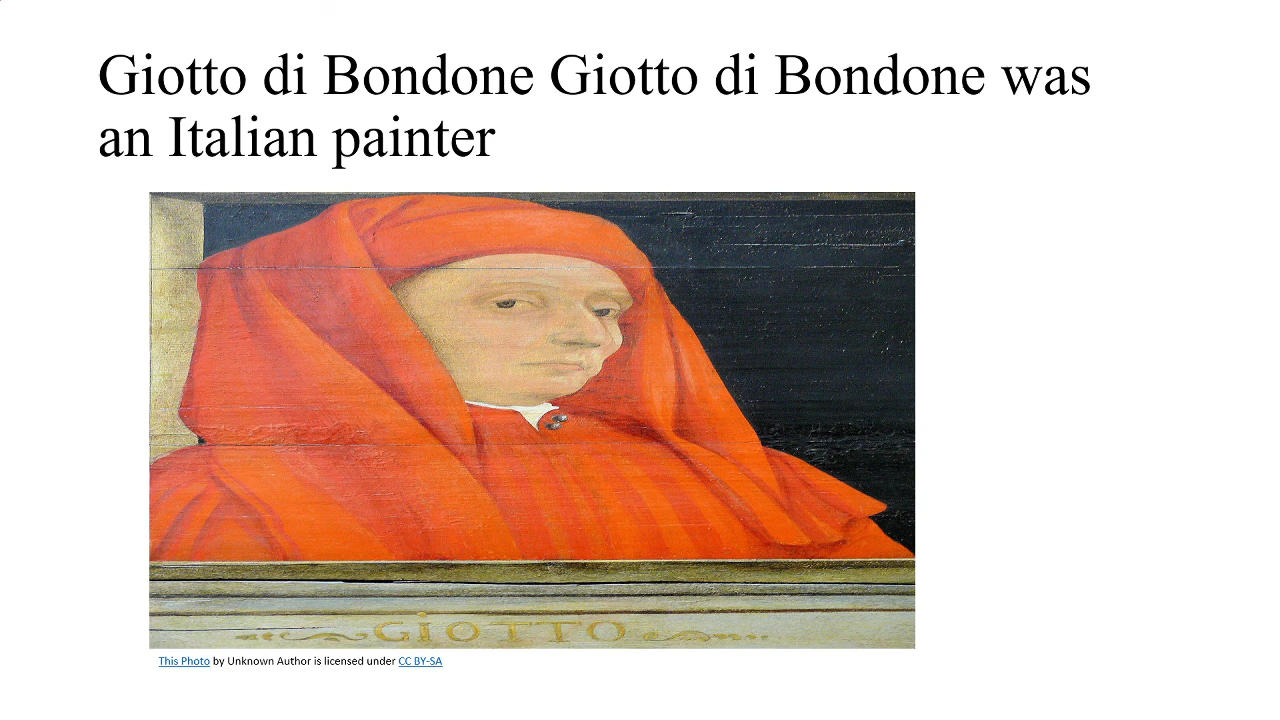 Giotto di Bondone Giotto di Bondone was
an Italian painter
GIOTTO
This Photo by Unknown Author is licensed under CC BY-SA